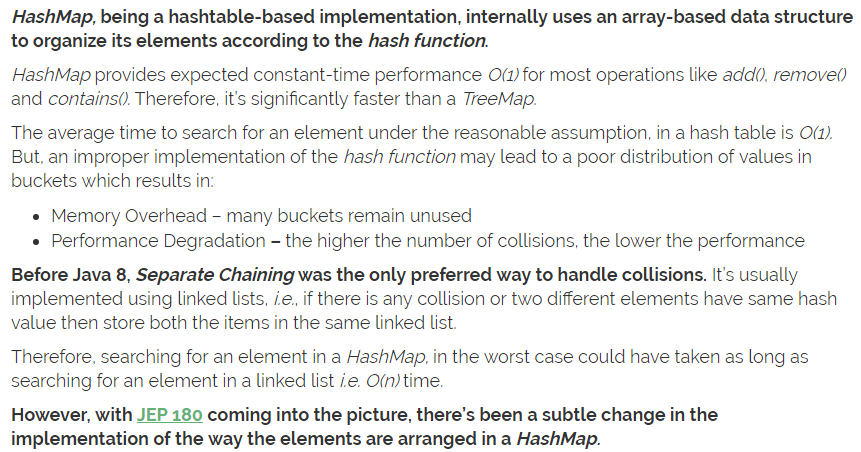 HashMap, being a hashtable-based implementation, internally uses an array-based data structure
to organize its elements according to the hash function.
HashMap provides expected constant-time performance O(1) for most operations like add(), remove()
and contains(). Therefore, it's significantly faster than a TreeMap.
The average time to search for an element under the reasonable assumption, in a hash table is O(1).
But, an improper implementation of the hash function may lead to a poor distribution of values in
buckets which results in:
• Memory Overhead – many buckets remain unused
• Performance Degradation – the higher the number of collisions, the lower the performance
Before Java 8, Separate Chaining was the only preferred way to handle collisions. It's usually
implemented using linked lists, i.e., if there is any collision or two different elements have same hash
value then store both the items in the same linked list.
Therefore, searching for an element in a HashMap, in the worst case could have taken as long as
searching for an element in a linked list i.e. O(n) time.
However, with JEP 180 coming into the picture, there's been a subtle change in the
implementation of the way the elements are arranged in a HashMap.